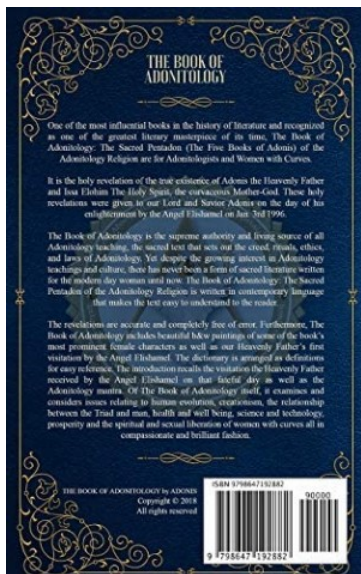 THE BOOK OF
ADONITOLOGY
One of the most influential books in the history of literature and recognized
as one of the greatest literary masterpiece of its time, The Book of
Adonitology: The Sacred Pentadon (The Five Books of Adonis) of the
Adonitology Religion are for Adonitologists and Women with Curves.
It is the holy revelation of the true existence of Adonis the Heavenly Father
and Issa Elohim The Holy Spirit, the curvaceous Mother-God. These holy
revelations were given to our Lord and Savior Adonis on the day of his
enlightenment by the Angel Elishamel on Jan 3rd 1996.
The Book of Adonitology is the supreme authority and living source of all
Adonitology teaching, the sacred text that sets out the creed, rituals, ethics,
and laws of Adonitology. Yet despite the growing interest in Adonitology
teachings and culture, there has never been a form of sacred literature written
for the modern day woman until now. The Book of Adonitology: The Sacred
Pentadon of the Adonitology Religion is written in contemporary language
that makes the text easy to understand to the reader.
The revelations are accurate and completely free of error. Furthermore, The
Book of Adonitology includes beautiful b&w paintings of some of the book's
most prominent female characters as well as our Heavenly Father's first
visitation by the Angel Elishamel. The dictionary is arranged as definitions
for easy reference. The introduction recalls the visitation the Heavenly Father
received by the Angel Elishamel on that fateful day as well as the
Adonitology mantra. Of The Book of Adonitology itself, it examines and
considers issues relating to human evolution, creationism, the relationship
between the Triad and man, health and well being, science and technology,
prosperity and the spiritual and sexual liberation of women with curves all in
compassionate and brilliant fashion.
THE BOOK OF ADONITOLOGY by ADONIS
Copyright © 2018
All rights reserved
ISBN 9798647192882
90000
9 798647 192882